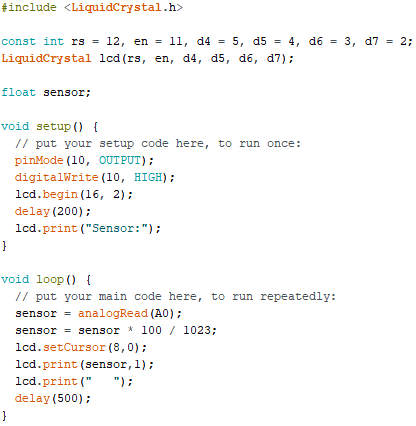 #include <LiquidCrystal.h>
const int rs = 12, en = 11, d4 = 5, d5 = 4, d6 = 3, d7 = 2;
LiquidCrystal lcd(rs, en, d4, d5, d6, d7);
float sensor;
void setup() {
  // put your setup code here, to run once:
  pinMode(10, OUTPUT);
  digitalWrite(10, HIGH);
  lcd.begin(16, 2);
  delay(200);
  lcd.print("Sensor:");
}
void loop() {
  // put your main code here, to run repeatedly:
  sensor = analogRead(A0);
  sensor = sensor * 100 / 1023;
  lcd.setCursor(8,0);
  lcd.print(sensor,1);
  lcd.print("   ");
  delay(500);
}